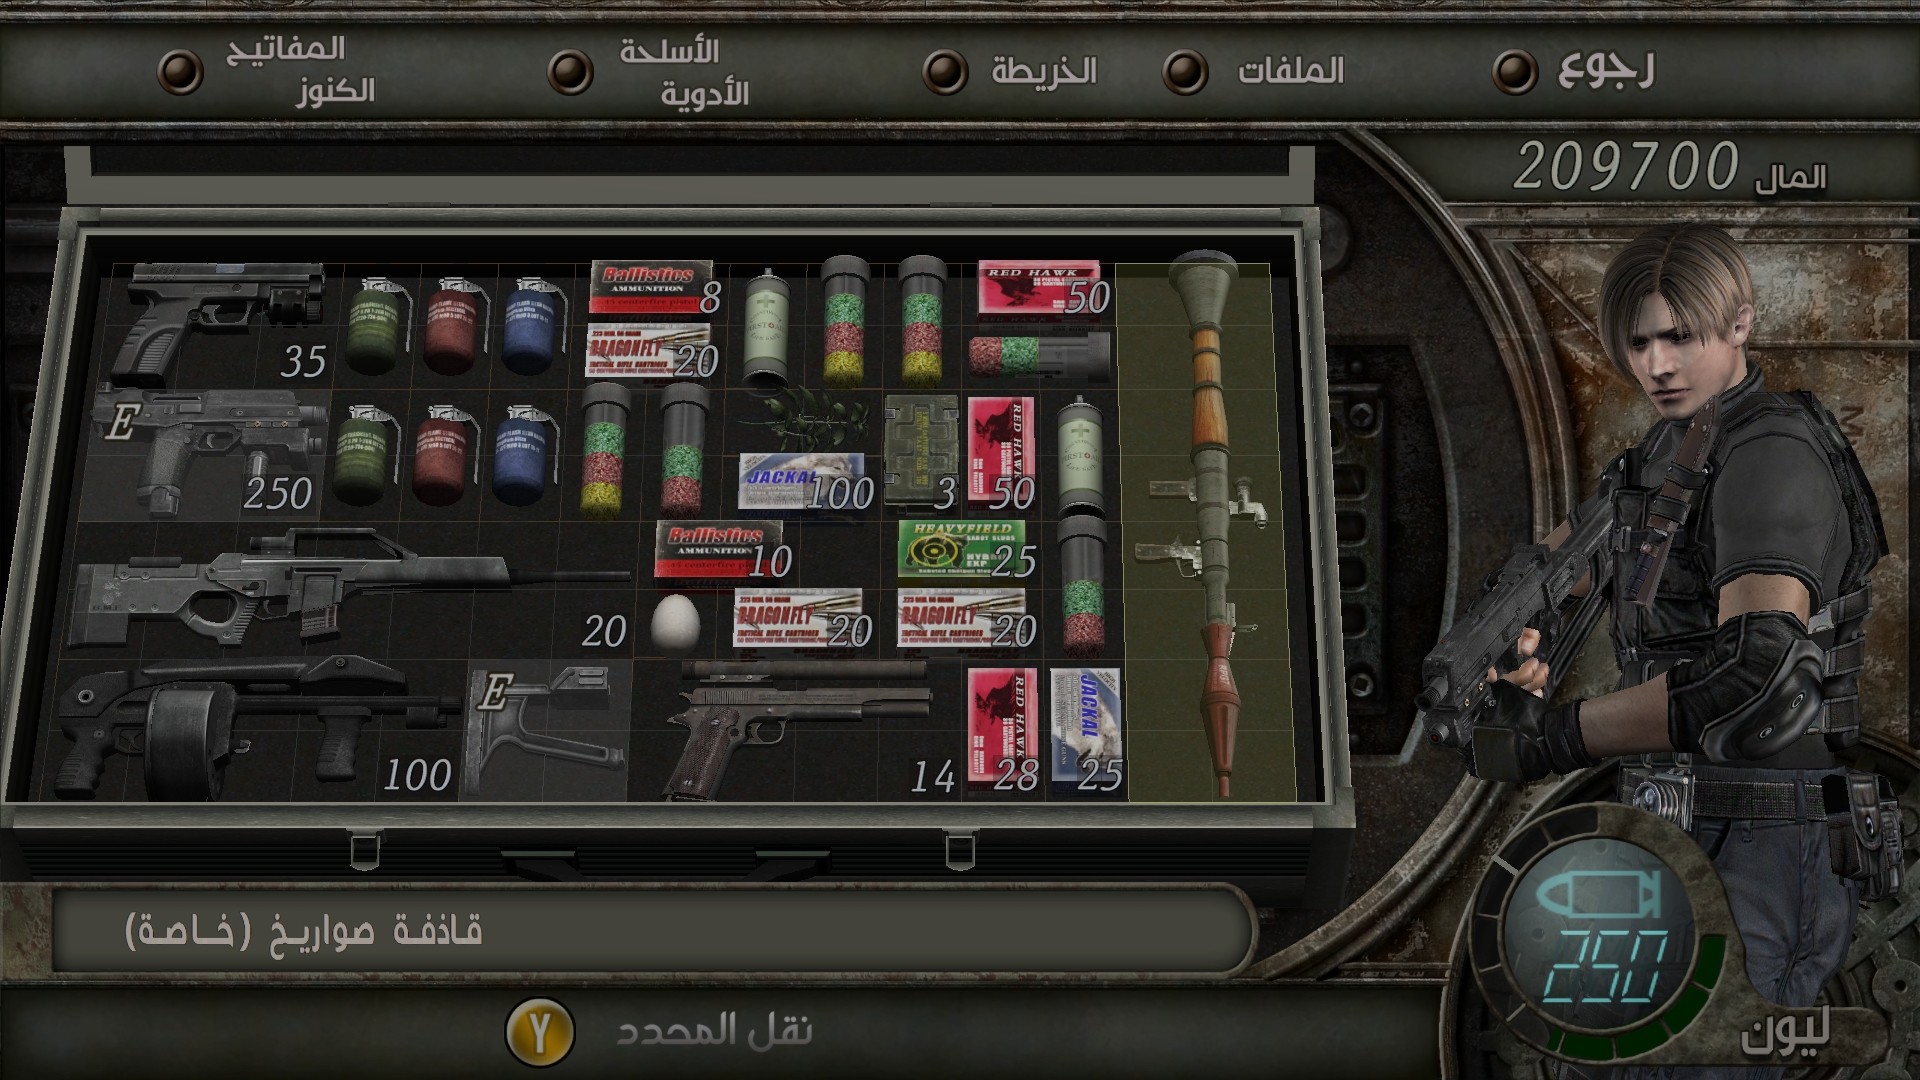 رجوع
الملفات
الخريطة
الأسلحة
الأدوية
المفاتيح
الكنوز
المال 209700
35
Ballistics
AMMUNITION
8
DRAGONFLY
20
RED HAWK
50
E
250
JACKAL
100
3
RED HAWK
50
20
Ballistics
AMMUNITION
10
HEAVYFIELD
25
DRAGONFLY
20
DRAGONFLY
20
100
E
14
RED HAWK
28
JACKAL
25
قاذفة صواريخ (خاصة)
250
ليون
Y نقل المحدد